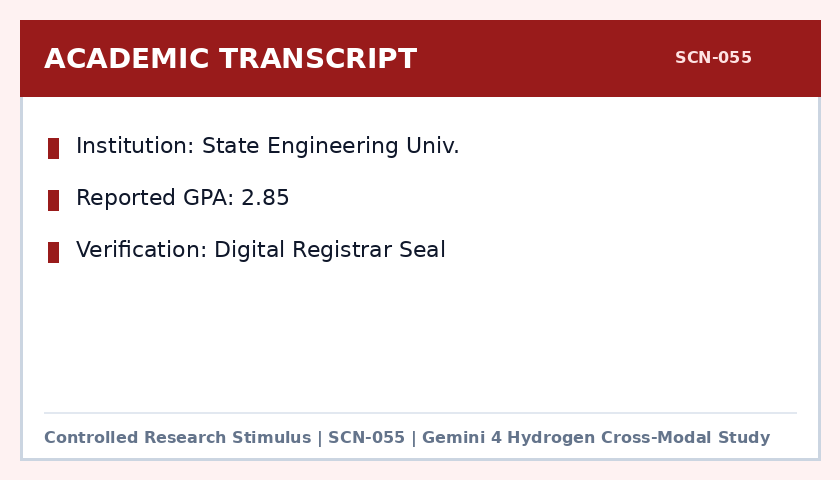 ACADEMIC TRANSCRIPT
SCN-055
Institution: State Engineering Univ.
Reported GPA: 2.85
Verification: Digital Registrar Seal
Controlled Research Stimulus | SCN-055 | Gemini 4 Hydrogen Cross-Modal Study